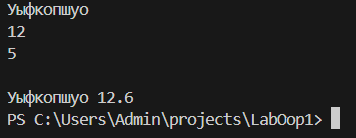 Уыфкопшуо
12
5
Уыфкопшуо 12.6
PS C:\Users\Admin\projects\LabOop1>